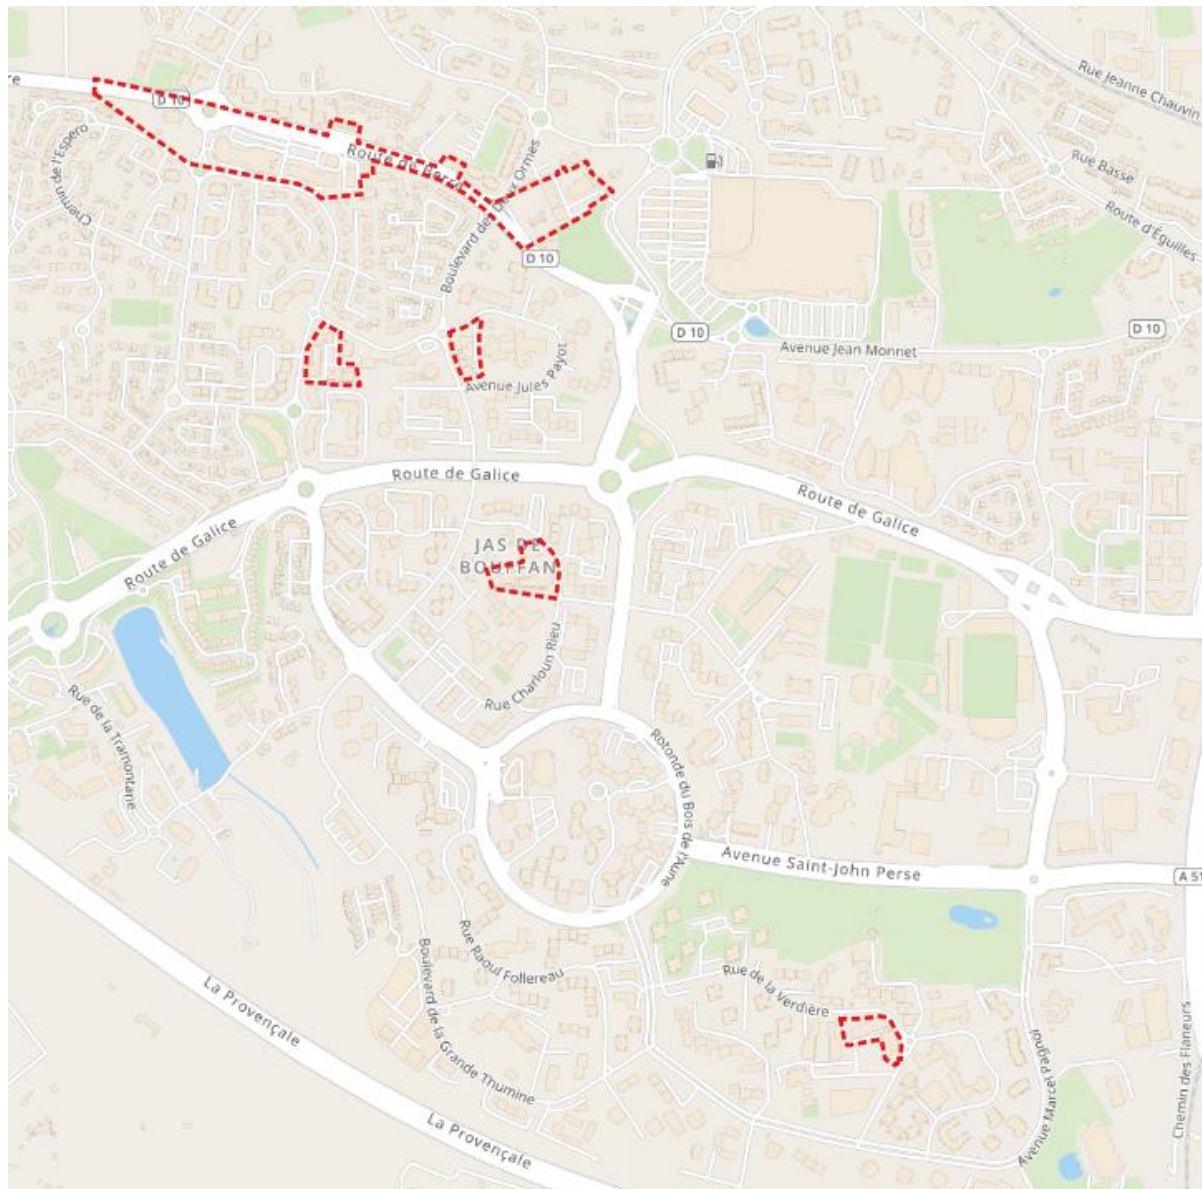 Rue Jeanne Chauvin
re
D 10
Route du
Chemin de l'Espero
Boulevard des Deux Ormes
Rue Basse
Route d'Éguilles
D 10
D 10
D 10
Avenue Jean Monnet
Avenue Jules Payot
Route de Galice
Route de Galice
Route de Galice
JAS DE
BOUFFAN
Rue Charloun Rieu
Rue de la Tramontane
Rotonde du Bois de l'Aune
Avenue Saint-John Perse
A 51
Rue Raoul Follereau
Boulevard de la Grande Thumine
Rue de la Verdière
La Provençale
La Provençale
Avenue Marcel Pagnol
Chemin des Flaneurs